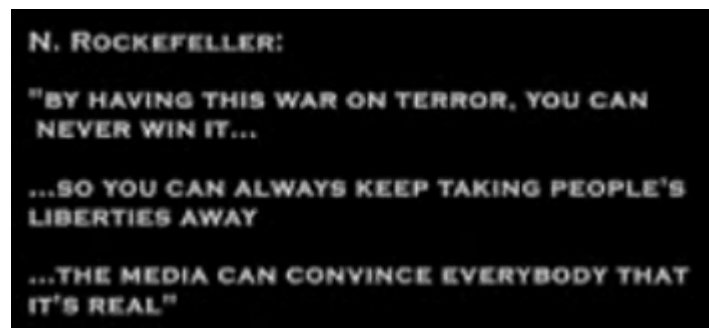 N. ROCKEFELLER:
"BY HAVING THIS WAR ON TERROR, YOU CAN
NEVER WIN IT...
...SO YOU CAN ALWAYS KEEP TAKING PEOPLE'S
LIBERTIES AWAY
...THE MEDIA CAN CONVINCE EVERYBODY THAT
IT'S REAL"